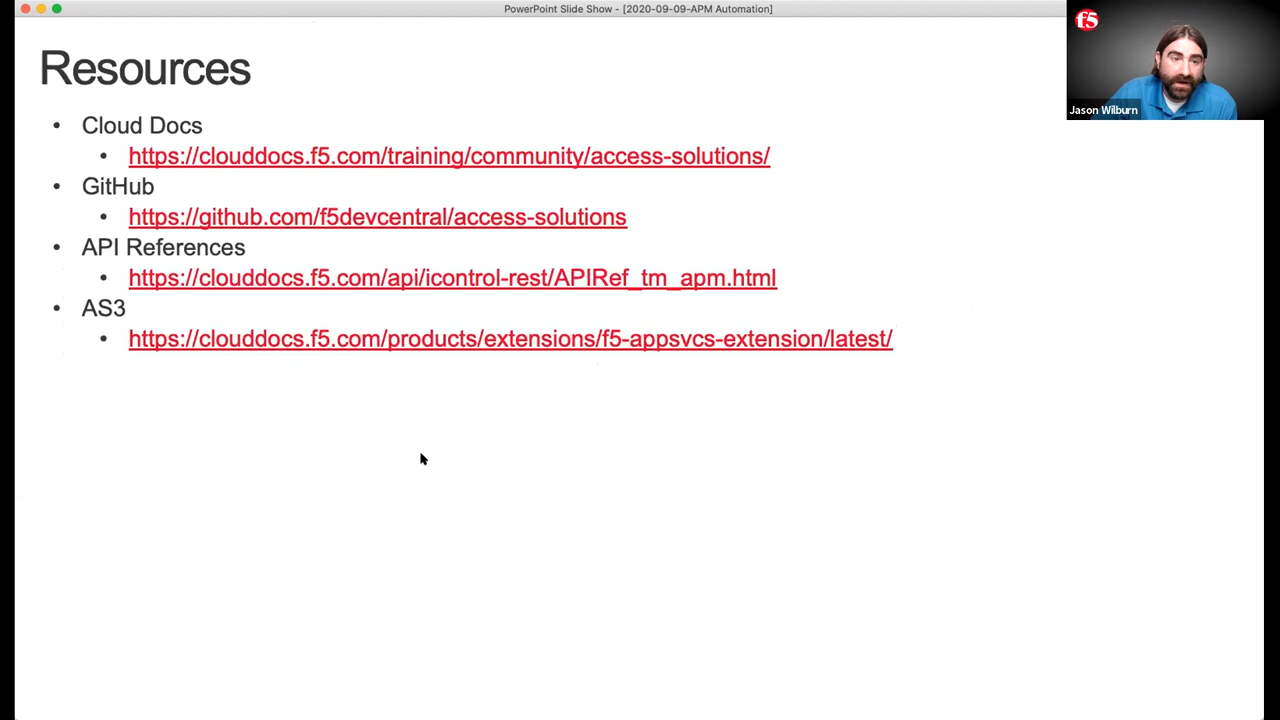 PowerPoint Slide Show - [2020-09-09-APM Automation]
f5
Jason Wilburn
Resources
• Cloud Docs
• https://clouddocs.f5.com/training/community/access-solutions/
• GitHub
• https://github.com/f5devcentral/access-solutions
• API References
• https://clouddocs.f5.com/api/icontrol-rest/APIRef_tm_apm.html
• AS3
• https://clouddocs.f5.com/products/extensions/f5-appsvcs-extension/latest/